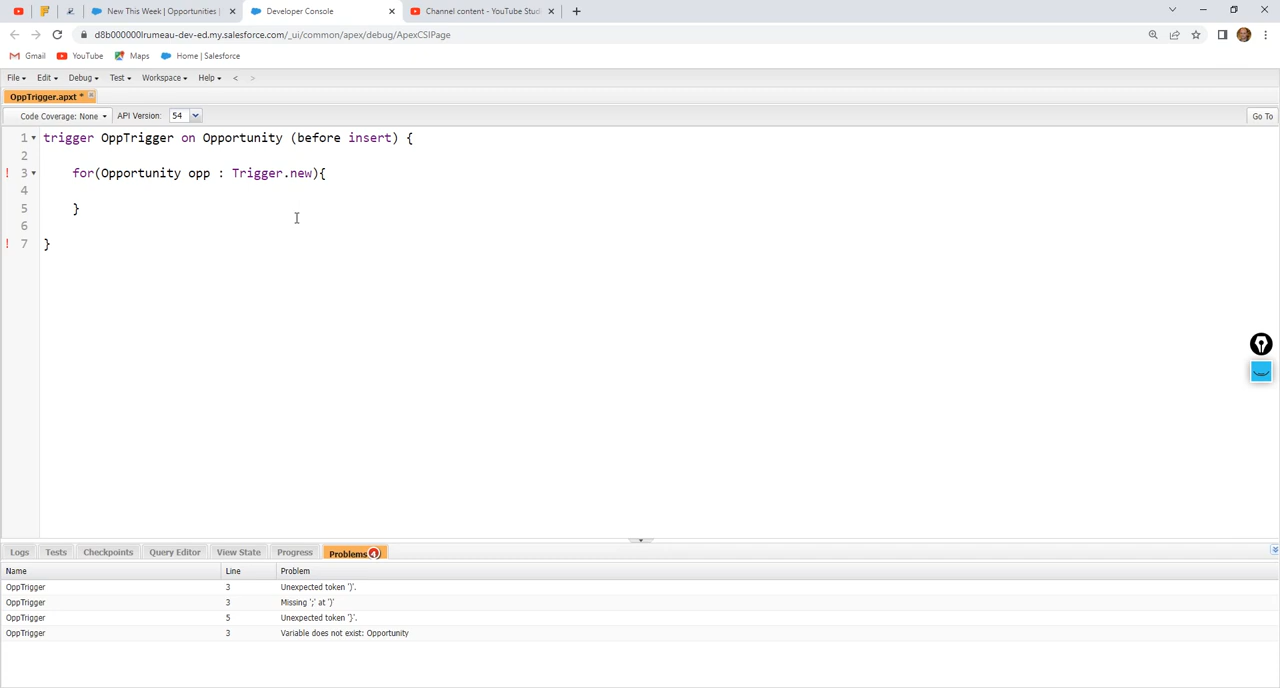 New This Week | Opportunities |
Developer Console
Channel content - YouTube Stud
d8b000000lrumeau-dev-ed.my.salesforce.com/_ui/common/apex/debug/ApexCSIPage
Gmail YouTube Maps Home | Salesforce
File Edit Debug Test Workspace Help < >
OppTrigger.apxt *
Code Coverage: None API Version: 54 Go To
1 trigger OppTrigger on Opportunity (before insert) {
2
3 for(Opportunity opp : Trigger.new){
4
5 }
6
7 }
Logs Tests Checkpoints Query Editor View State Progress Problems 4
Name Line Problem
OppTrigger 3 Unexpected token ')'.
OppTrigger 3 Missing ';' at ')'
OppTrigger 5 Unexpected token '}'.
OppTrigger 3 Variable does not exist: Opportunity